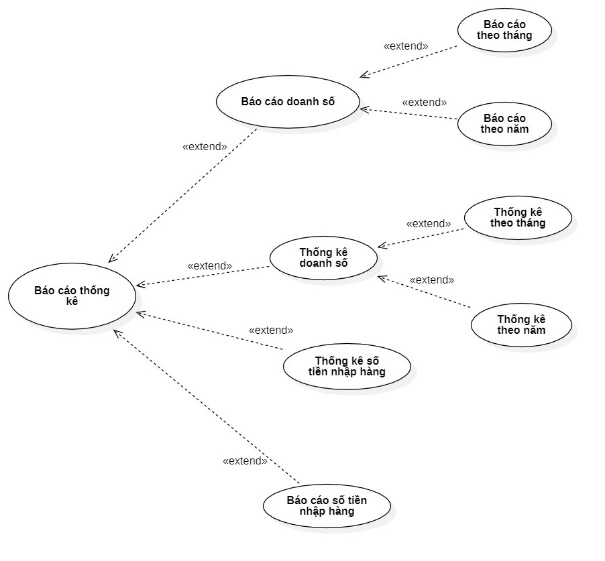 Báo cáo
theo tháng
«extend»
Báo cáo doanh số
«extend»
Báo cáo
theo năm
«extend»
Thống kê
theo tháng
«extend»
Thống kê
doanh số
«extend»
«extend»
Báo cáo thống
kê
Thống kê
theo năm
«extend»
Thống kê số
tiền nhập hàng
«extend»
Báo cáo số tiền
nhập hàng